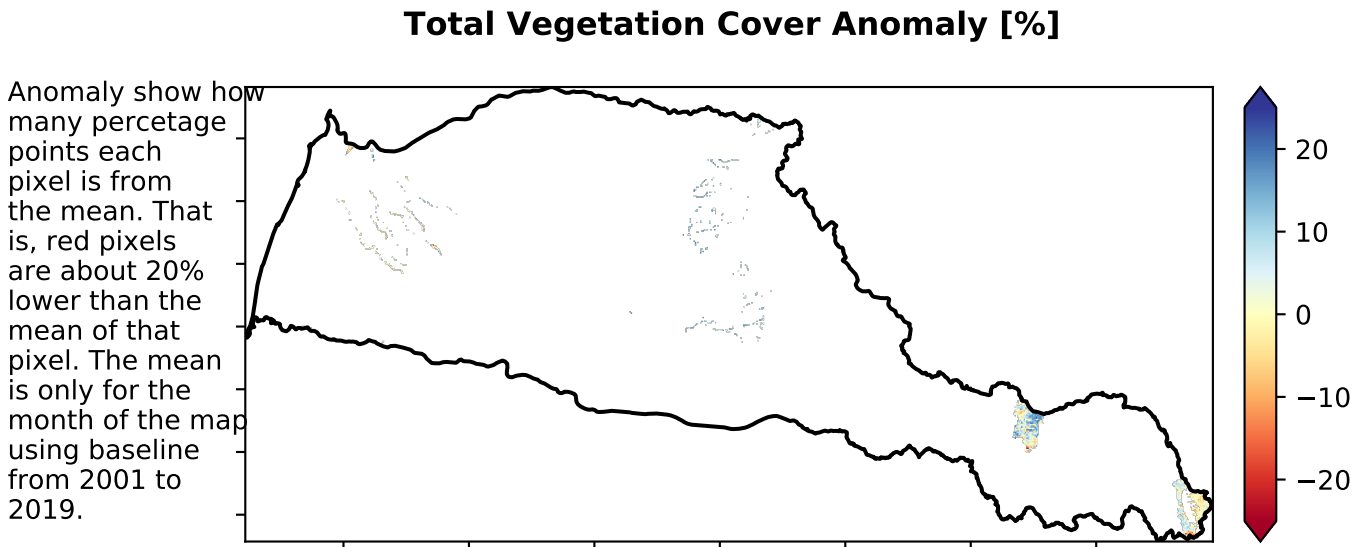 Total Vegetation Cover Anomaly [%]
Anomaly show how
many percetage
points each
pixel is from
the mean. That
is, red pixels
are about 20%
lower than the
mean of that
pixel. The mean
is only for the
month of the map
using baseline
from 2001 to
2019.
20
10
0
−10
−20